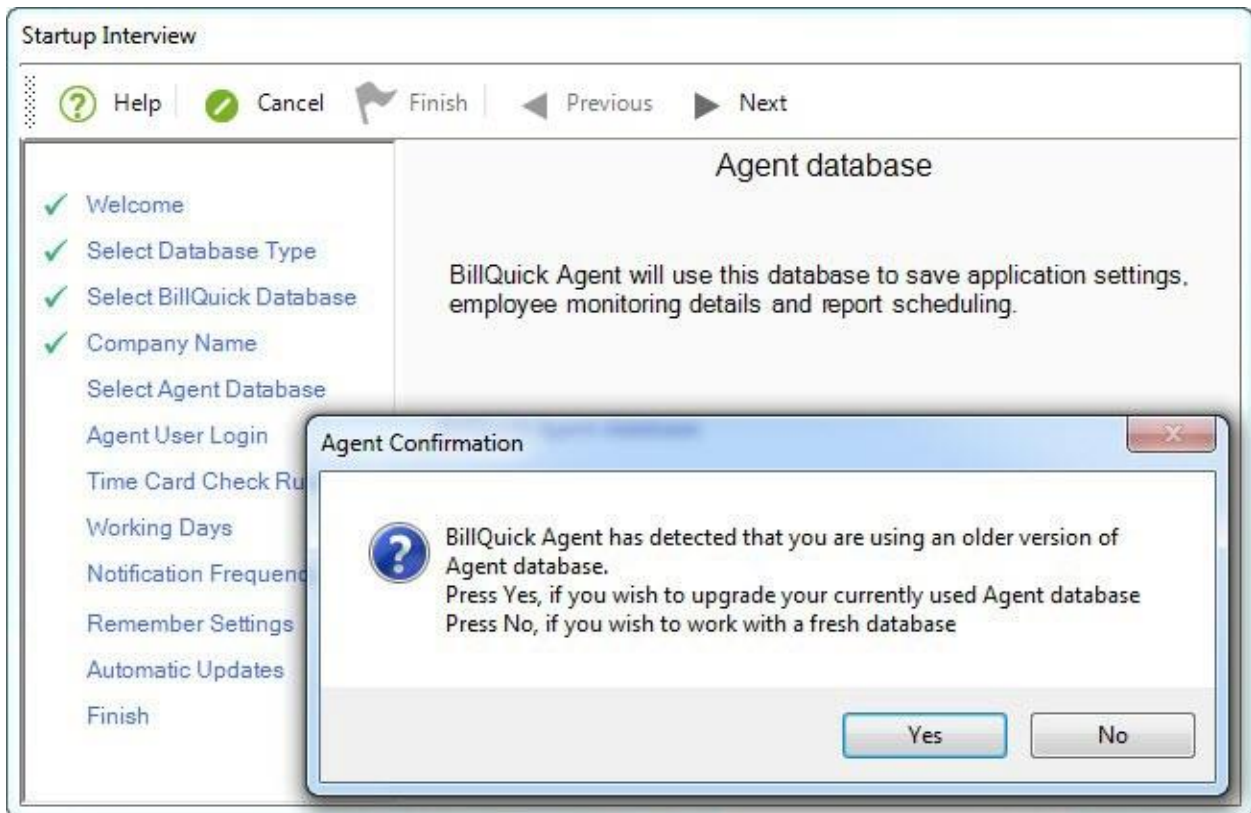 Startup Interview
Help Cancel Finish Previous Next
Agent database
Welcome
Select Database Type
Select BillQuick Database
Company Name
Select Agent Database
Agent User Login
Time Card Check
Working Days
Notification
Remember Settings
Automatic Updates
Finish
BillQuick Agent will use this database to save application settings,
employee monitoring details and report scheduling.
Agent Confirmation
BillQuick Agent has detected that you are using an older version of
Agent database.
Press Yes, if you wish to upgrade your currently used Agent database
Press No, if you wish to work with a fresh database
Yes No